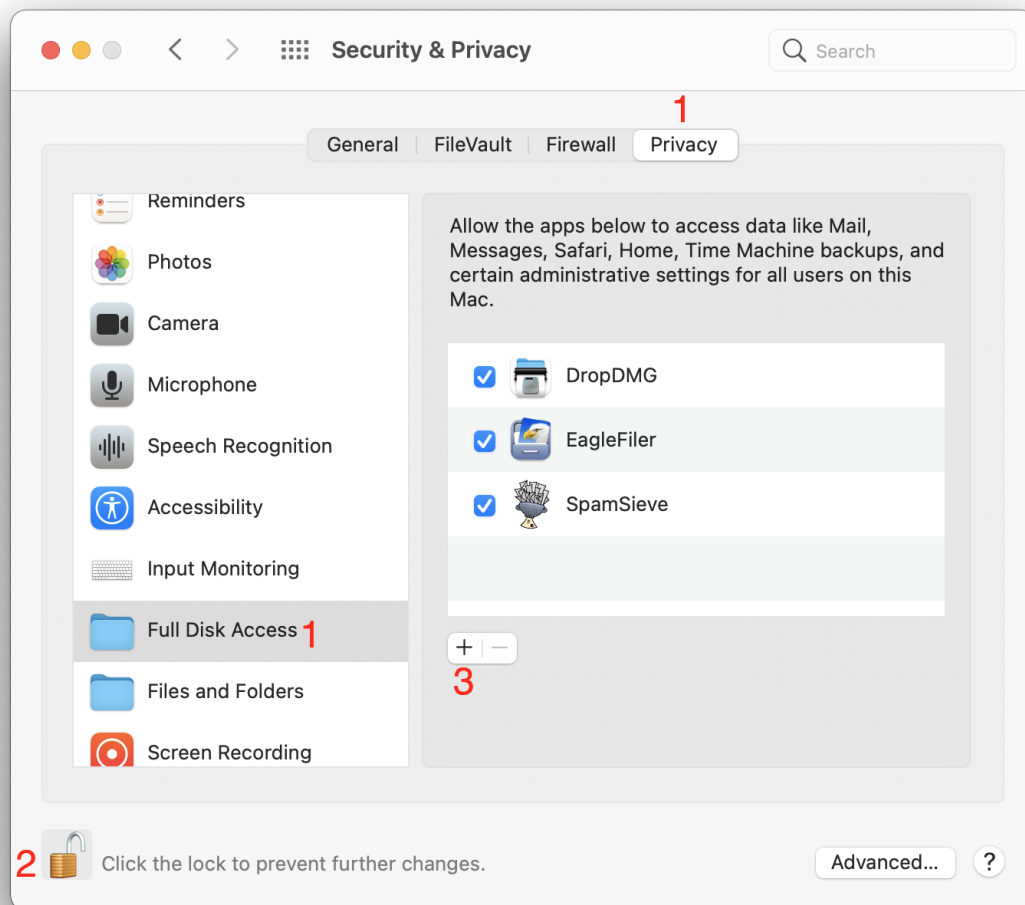 Security & Privacy
Search
1
General
FileVault
Firewall
Privacy
Reminders
Photos
Camera
Microphone
Speech Recognition
Accessibility
Input Monitoring
Full Disk Access 1
Files and Folders
Screen Recording
Allow the apps below to access data like Mail,
Messages, Safari, Home, Time Machine backups, and
certain administrative settings for all users on this
Mac.
DropDMG
EagleFiler
SpamSieve
+ −
3
2
Click the lock to prevent further changes.
Advanced...
?